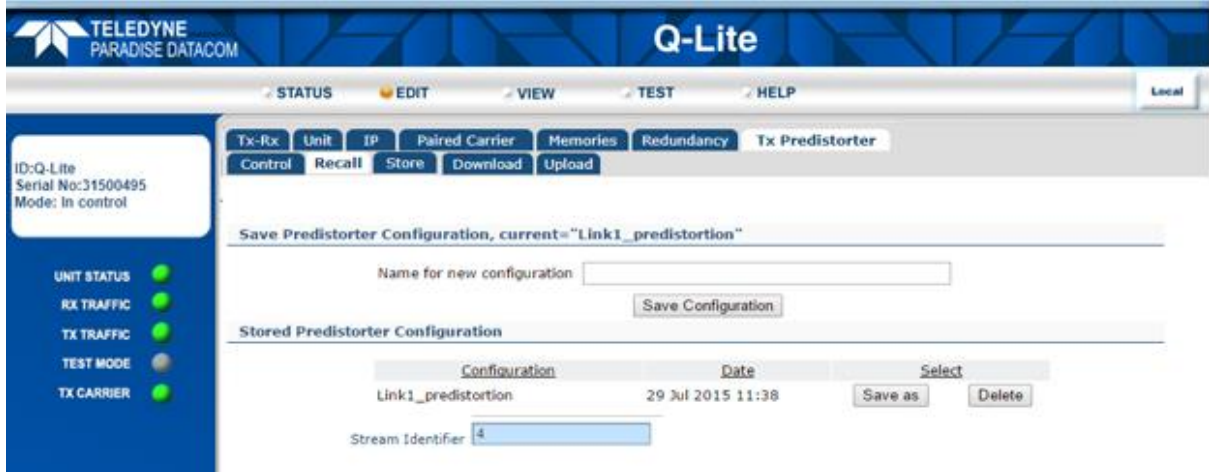 TELEDYNE
PARADISE DATACOM
Q-Lite
STATUS EDIT VIEW TEST HELP
Local
Tx-Rx Unit IP Paired Carrier Memories Redundancy Tx Predistorter
Control Recall Store Download Upload
ID:Q-Lite
Serial No:31500495
Mode: In control
UNIT STATUS
RX TRAFFIC
TX TRAFFIC
TEST MODE
TX CARRIER
Save Predistorter Configuration, current="Link1_predistortion"
Name for new configuration
Save Configuration
Stored Predistorter Configuration
Configuration Date Select
Link1_predistortion 29 Jul 2015 11:38 Save as Delete
Stream Identifier 4